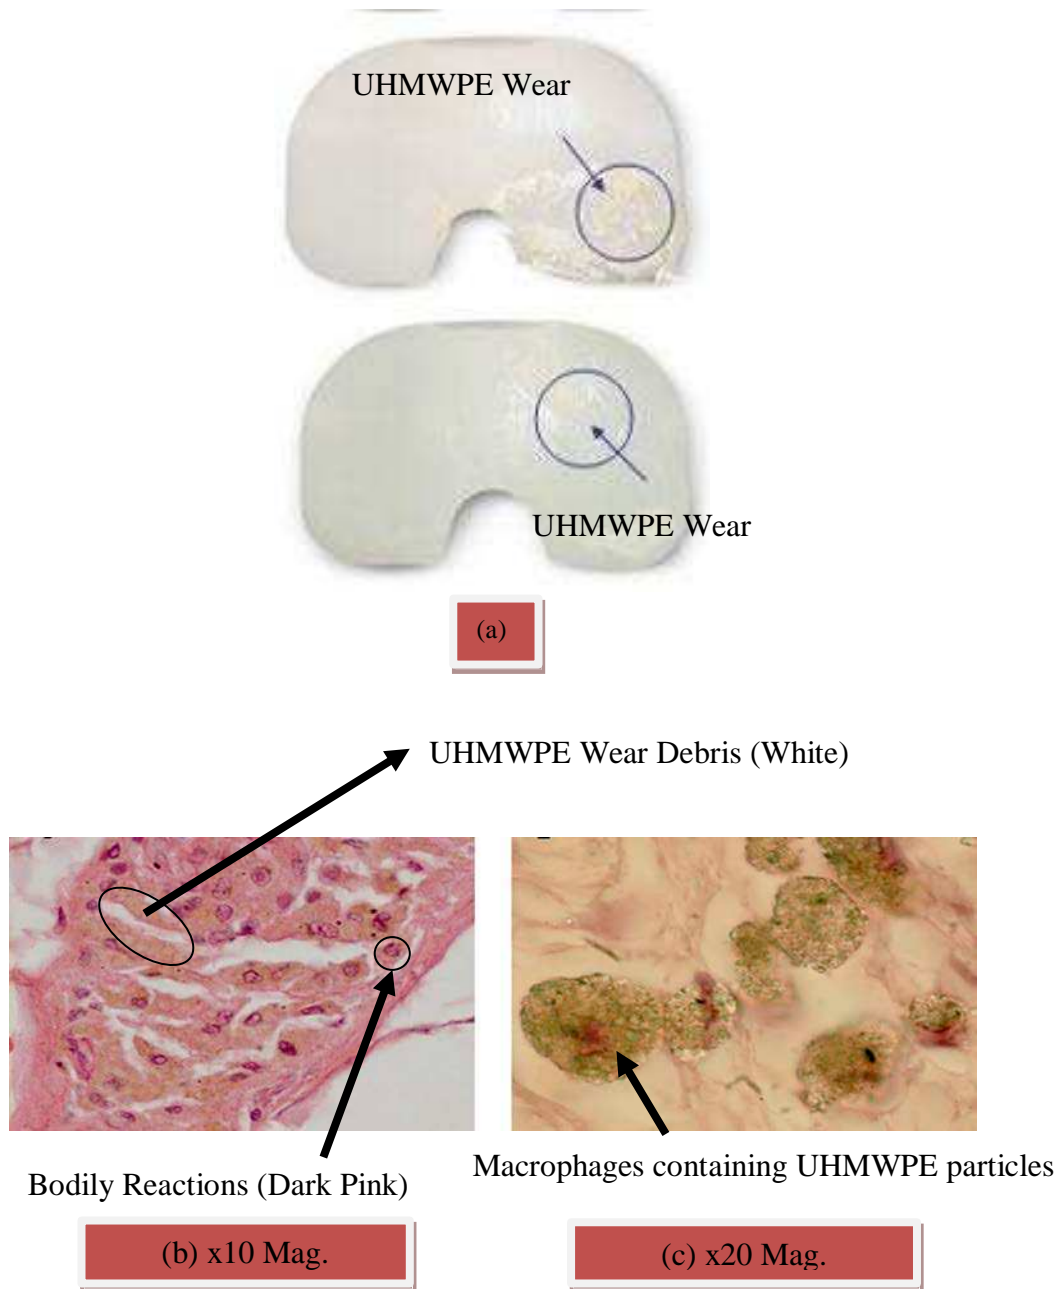 UHMWPE Wear
UHMWPE Wear
(a)
UHMWPE Wear Debris (White)
Bodily Reactions (Dark Pink)
Macrophages containing UHMWPE particles
(b) x10 Mag.
(c) x20 Mag.